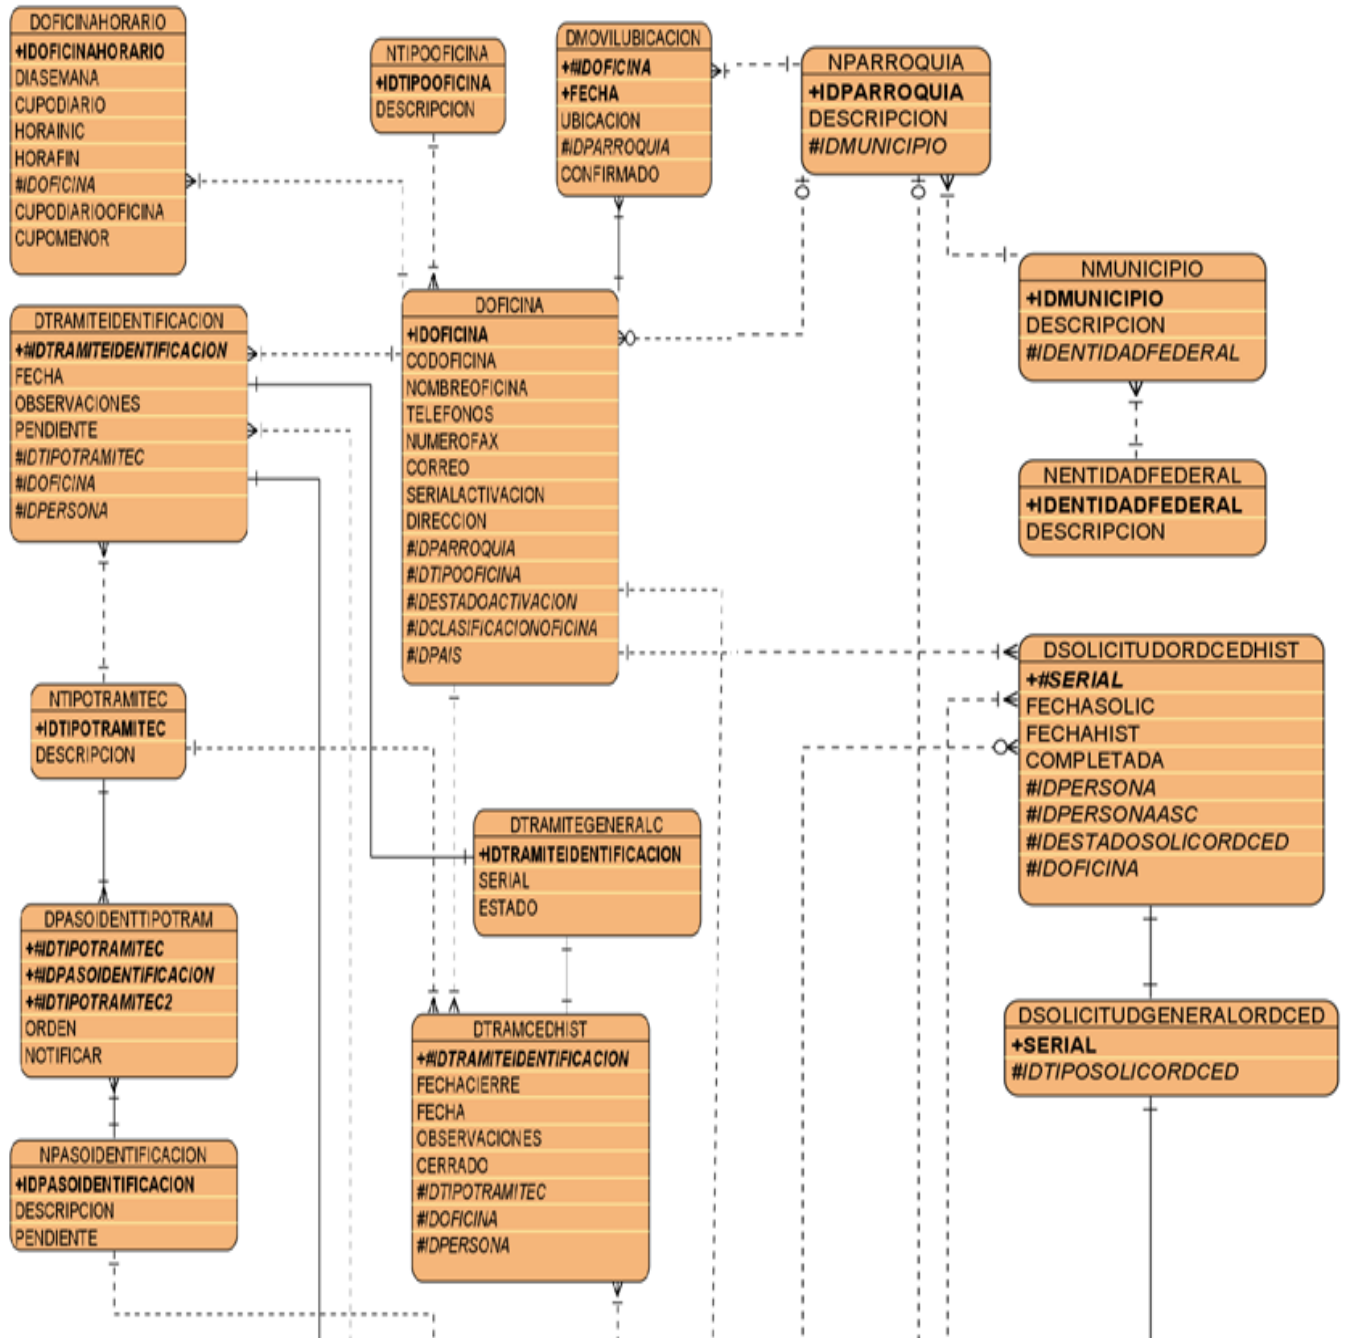 DOFICINAHORARIO
+IDOFICINAHORARIO
DIASEMANA
CUPODIARIO
HORAINIC
HORAFIN
#IDOFICINA
CUPODIARIOOFICINA
CUPOMENOR
NTIPOOFICINA
+IDTIPOOFICINA
DESCRIPCION
DMOVILUBICACION
+#IDOFICINA
+FECHA
UBICACION
#IDPARROQUIA
CONFIRMADO
NPARROQUIA
+IDPARROQUIA
DESCRIPCION
#IDMUNICIPIO
NMUNICIPIO
+IDMUNICIPIO
DESCRIPCION
#IDENTIDADFEDERAL
NENTIDADFEDERAL
+IDENTIDADFEDERAL
DESCRIPCION
DTRAMITEIDENTIFICACION
+#IDTRAMITEIDENTIFICACION
FECHA
OBSERVACIONES
PENDIENTE
#IDTIPOTRAMITEC
#IDOFICINA
#IDPERSONA
DOFICINA
+IDOFICINA
CODOFICINA
NOMBREOFICINA
TELEFONOS
NUMEROFAX
CORREO
SERIALACTIVACION
DIRECCION
#IDPARROQUIA
#IDTIPOOFICINA
#IDESTADOACTIVACION
#IDCLASIFICACIONOFICINA
#IDPAIS
DSOLICITUDORDCEDHIST
+#SERIAL
FECHASOLIC
FECHAHIST
COMPLETADA
#IDPERSONA
#IDPERSONAASC
#IDESTADOSOLICORDCED
#IDOFICINA
NTIPOTRAMITEC
+IDTIPOTRAMITEC
DESCRIPCION
DTRAMITEGENERALC
+IDTRAMITEIDENTIFICACION
SERIAL
ESTADO
DPASOIDENTTIPOTRAM
+#IDTIPOTRAMITEC
+#IDPASOIDENTIFICACION
+#IDTIPOTRAMITEC2
ORDEN
NOTIFICAR
DSOLICITUDGENERALORDCED
+SERIAL
#IDTIPOSOLICORDCED
DTRAMCEDHIST
+#IDTRAMITEIDENTIFICACION
FECHACIERRE
FECHA
OBSERVACIONES
CERRADO
#IDTIPOTRAMITEC
#IDOFICINA
#IDPERSONA
NPASOIDENTIFICACION
+IDPASOIDENTIFICACION
DESCRIPCION
PENDIENTE